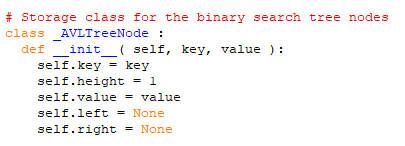 # Storage class for the binary search tree nodes
class _AVLTreeNode :
  def __init__( self, key, value ):
    self.key = key
    self.height = 1
    self.value = value
    self.left = None
    self.right = None